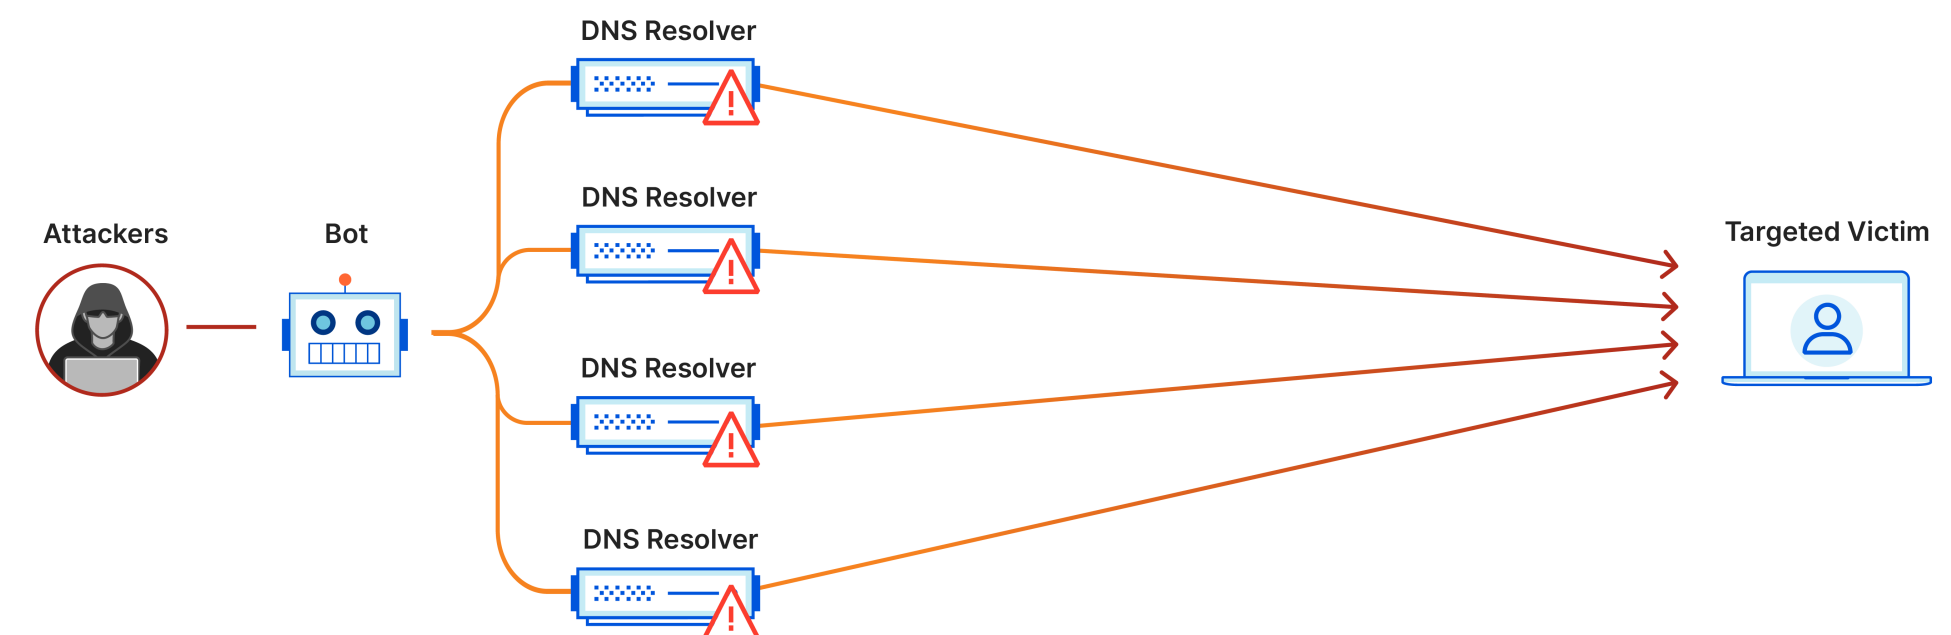 DNS Resolver
DNS Resolver
Attackers
Bot
Targeted Victim
DNS Resolver
DNS Resolver